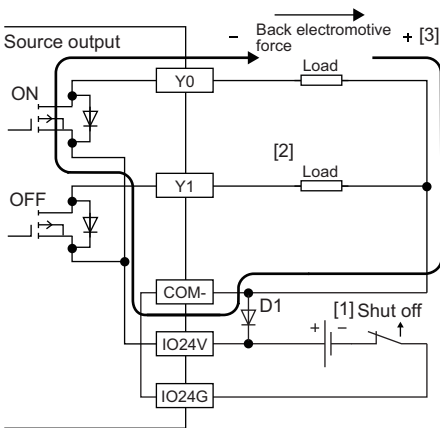 Source output
- Back electromotive force + [3]
Y0
Load
ON
[2]
OFF
Y1
Load
COM-
D1
[1] Shut off
+ -
IO24V
IO24G